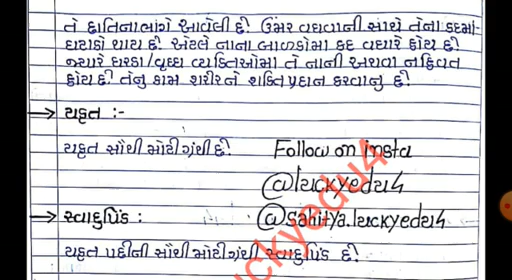 તે છાતિના ભાગે આવેલી છે. ઉંમર વધવાની સાથે તેના કદમાં-
ઘટાડો થાય છે. એટલે નાના બાળકોમા કદ વધારે હોય છે.
જ્યારે ઘરડા/વૃધ્ધ વ્યક્તિઓમા તે નાની અથવા નહિવત
હોય છે. તેનુ કામ શરીરને શક્તિ પ્રદાન કરવાનુ છે.
→ યકૃત :-
યકૃત સૌથી મોટી ગ્રંથી છે. Follow on insta
@luckyedu4
→ સ્વાદુપિંડ : @sahitya.luckyedu4
યકૃત પછીની સૌથી મોટી ગ્રંથી સ્વાદુપિંડ છે.
luckyedu4